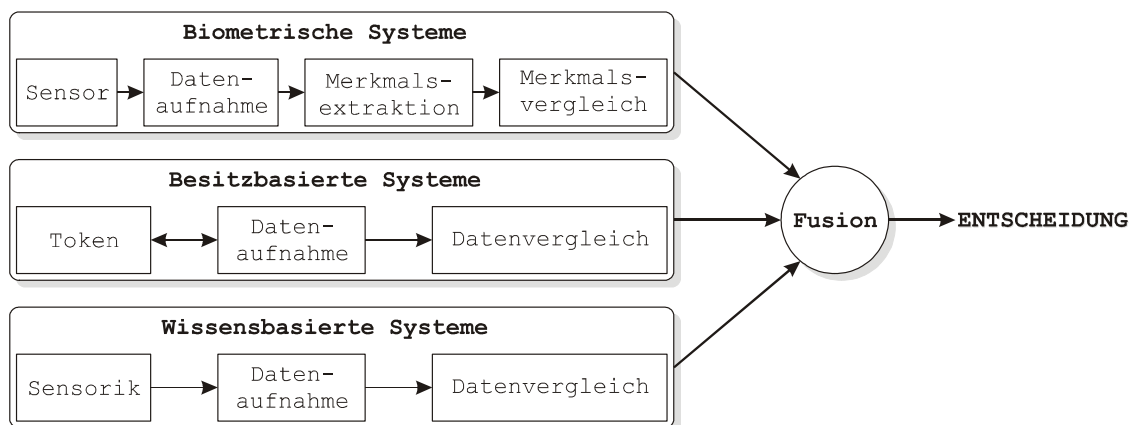 Biometrische Systeme
Sensor
Daten-
aufnahme
Merkmals-
extraktion
Merkmals-
vergleich
Besitzbasierte Systeme
Token
Daten-
aufnahme
Datenvergleich
Wissensbasierte Systeme
Sensorik
Daten-
aufnahme
Datenvergleich
Fusion
ENTSCHEIDUNG